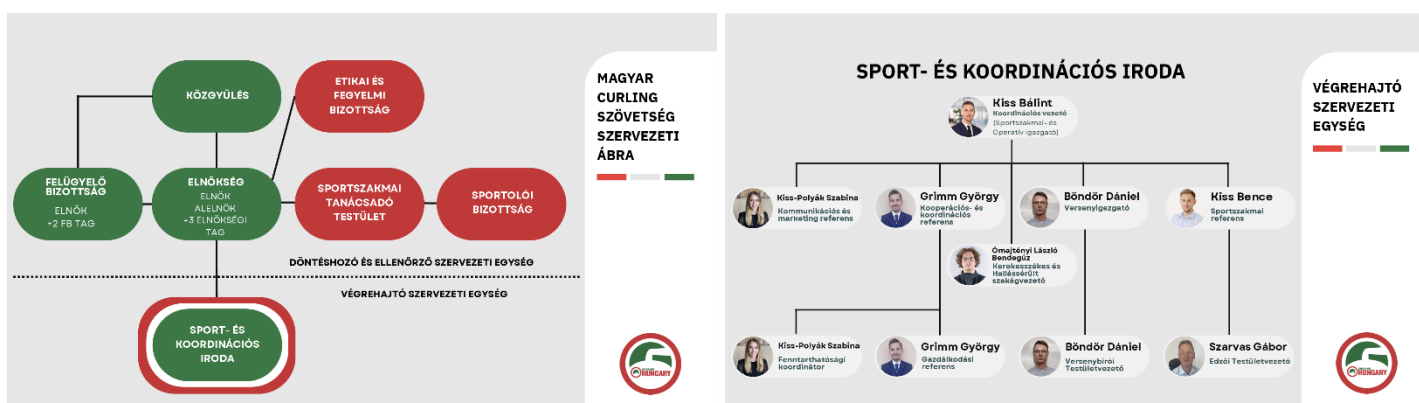 KÖZGYŰLÉS
ETIKAI ÉS
FEGYELMI
BIZOTTSÁG
FELÜGYELŐ
BIZOTTSÁG
ELNÖK
+2 FB TAG
ELNÖKSÉG
ELNÖK
ALELNÖK
+3 ELNÖKSÉGI
TAG
SPORTSZAKMAI
TANÁCSADÓ
TESTÜLET
SPORTOLÓI
BIZOTTSÁG
DÖNTÉSHOZÓ ÉS ELLENŐRZŐ SZERVEZETI EGYSÉG
VÉGREHAJTÓ SZERVEZETI EGYSÉG
SPORT- ÉS
KOORDINÁCIÓS
IRODA
MAGYAR
CURLING
SZÖVETSÉG
SZERVEZETI
ÁBRA
HUNGARY
SPORT- ÉS KOORDINÁCIÓS IRODA
Kiss Bálint
Koordinációs vezető
(Sportszakmai- és
Operatív igazgató)
Kiss-Polyák Szabina
Kommunikációs és
marketing referens
Grimm György
Kooperációs- és
koordinációs
referens
Böndör Dániel
Versenyigazgató
Kiss Bence
Sportszakmai
referens
Ómajtényi László
Bendegúz
Kerekesszékes és
Hallássérült
szakágvezető
Kiss-Polyák Szabina
Fenntarthatósági
koordinátor
Grimm György
Gazdálkodási
referens
Böndör Dániel
Versenybírói
Testületvezető
Szarvas Gábor
Edzői Testületvezető
VÉGREHAJTÓ
SZERVEZETI
EGYSÉG
HUNGARY